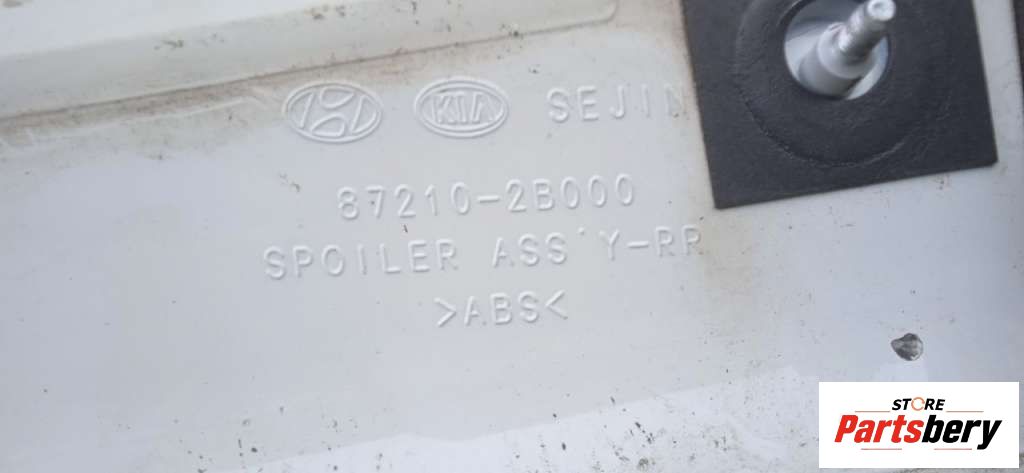 KIA SEJIN
87210-2B000
SPOILER ASS'Y-RR
>ABS<
STORE
Partsbery